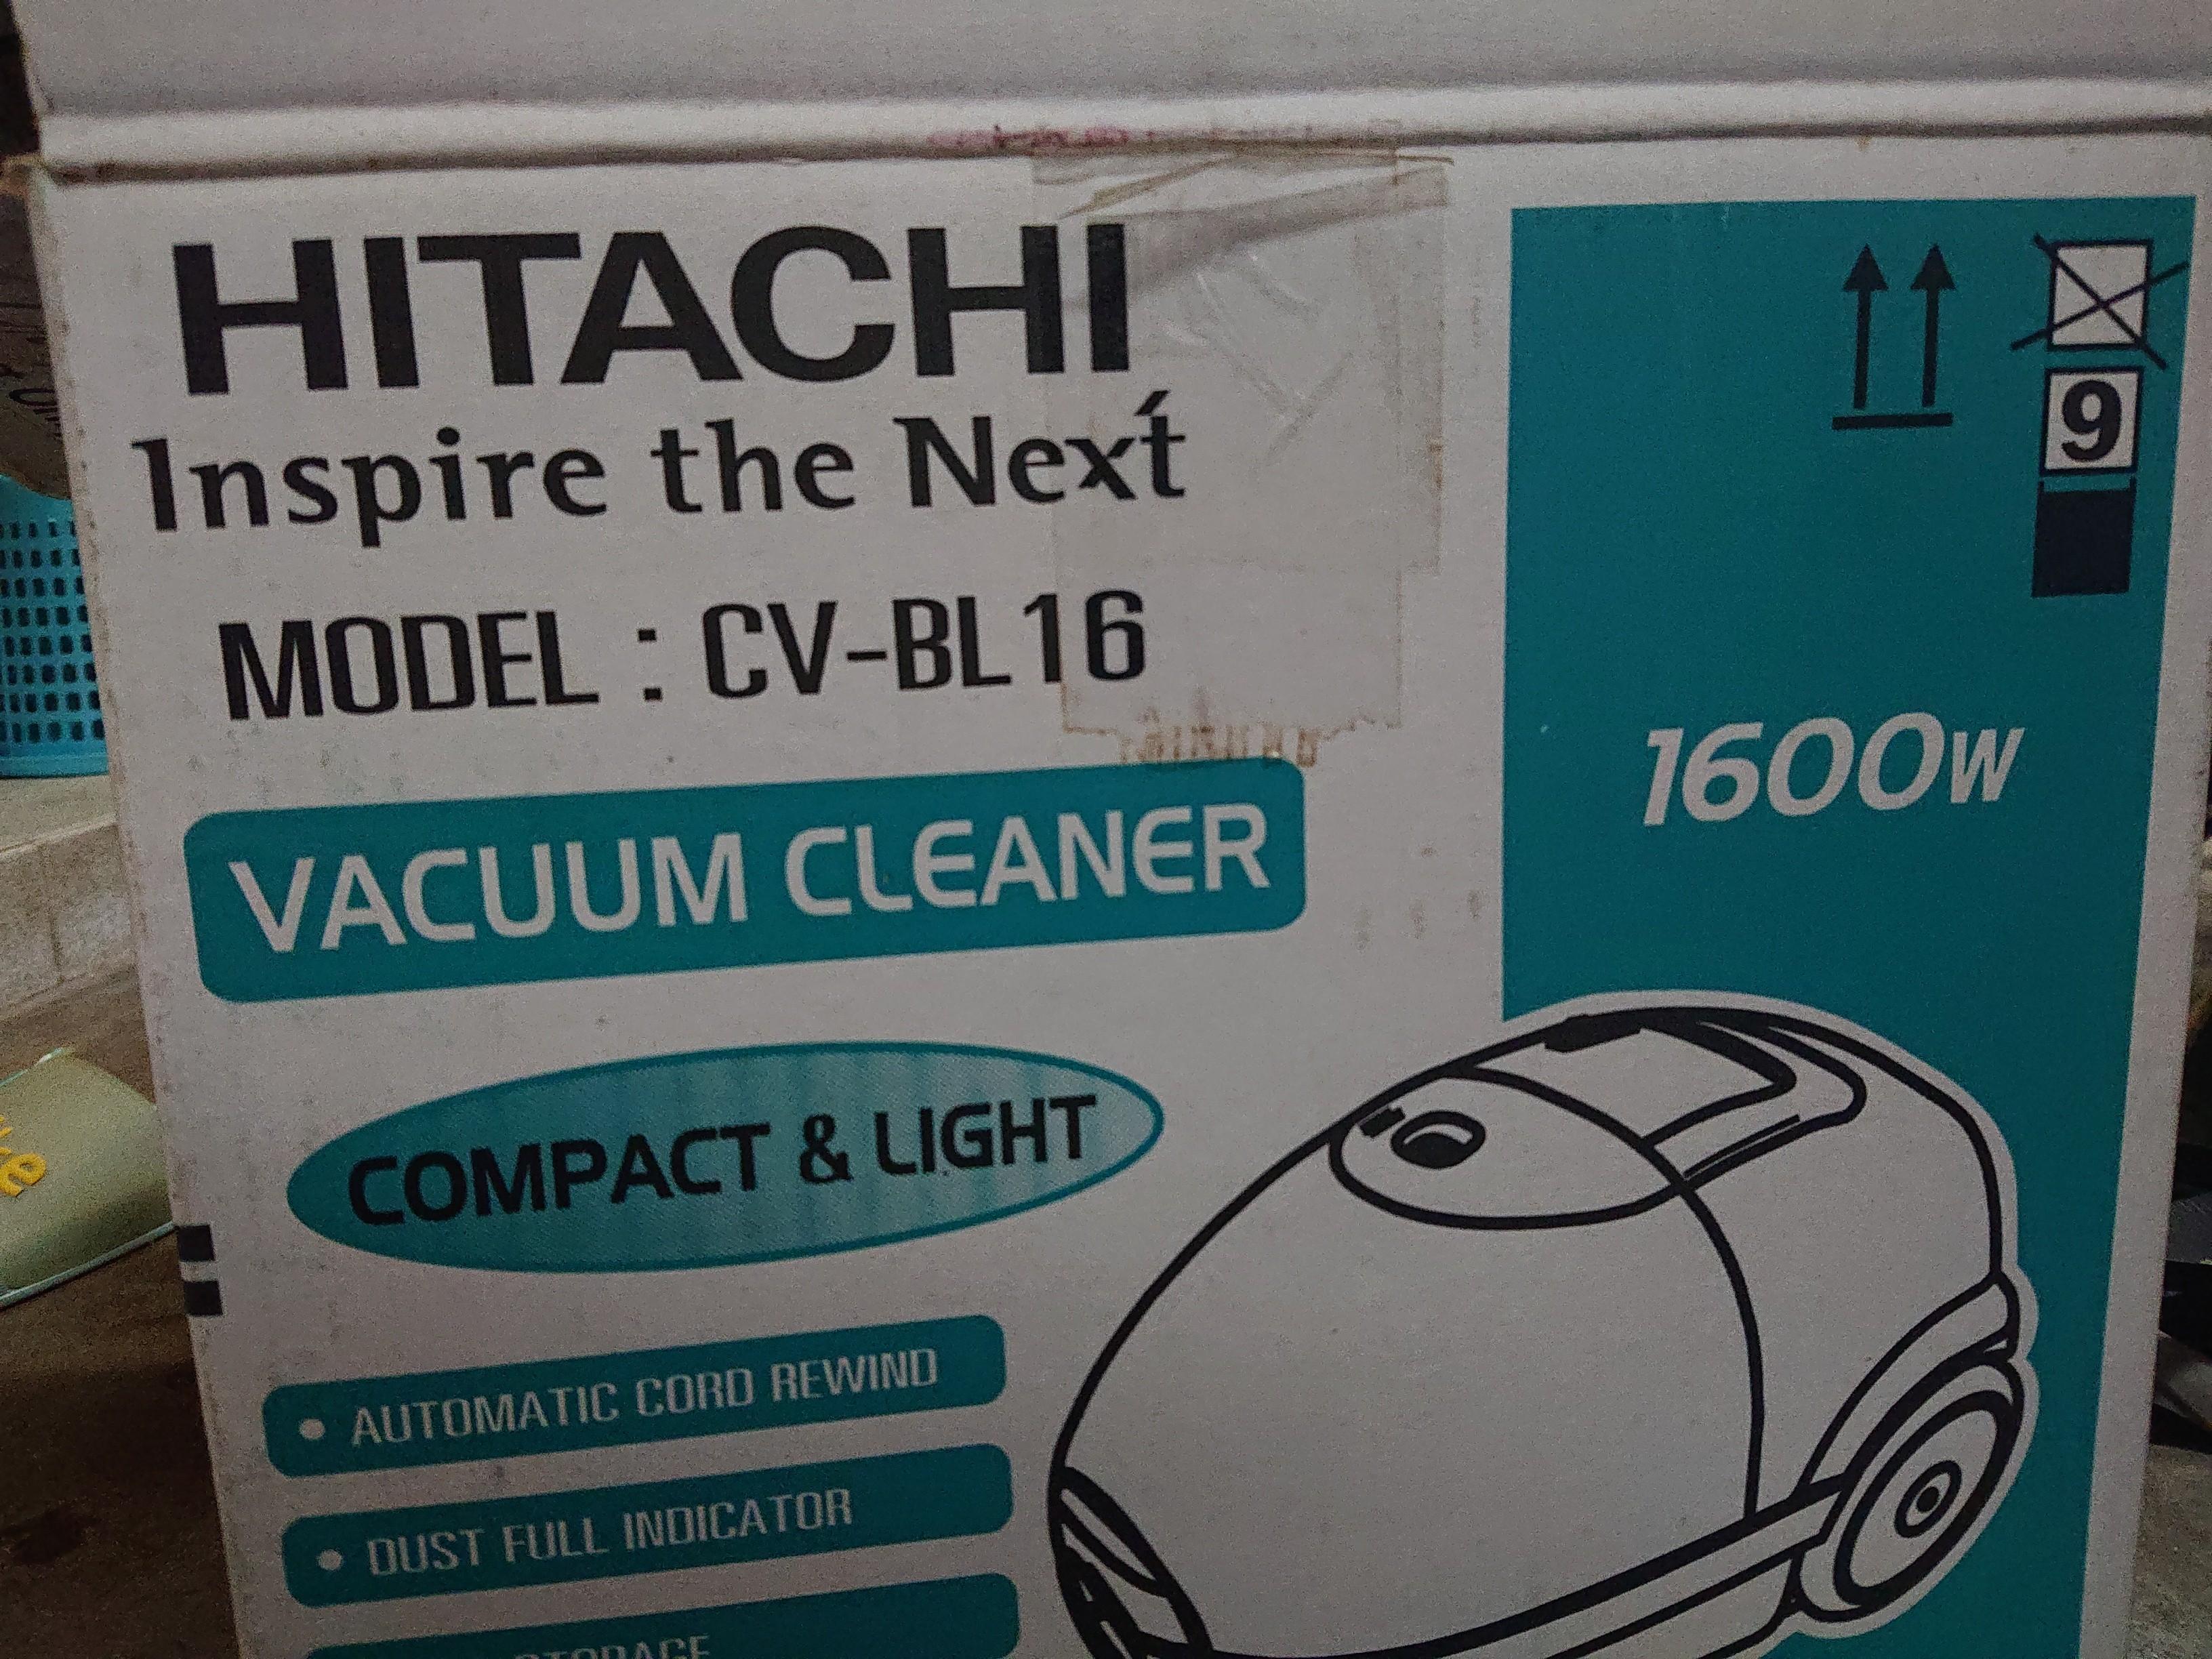 HITACHI
Inspire the Next
MODEL : CV-BL16
9
1600W
VACUUM CLEANER
COMPACT & LIGHT
• AUTOMATIC CORD REWIND
• DUST FULL INDICATOR
STORAGE